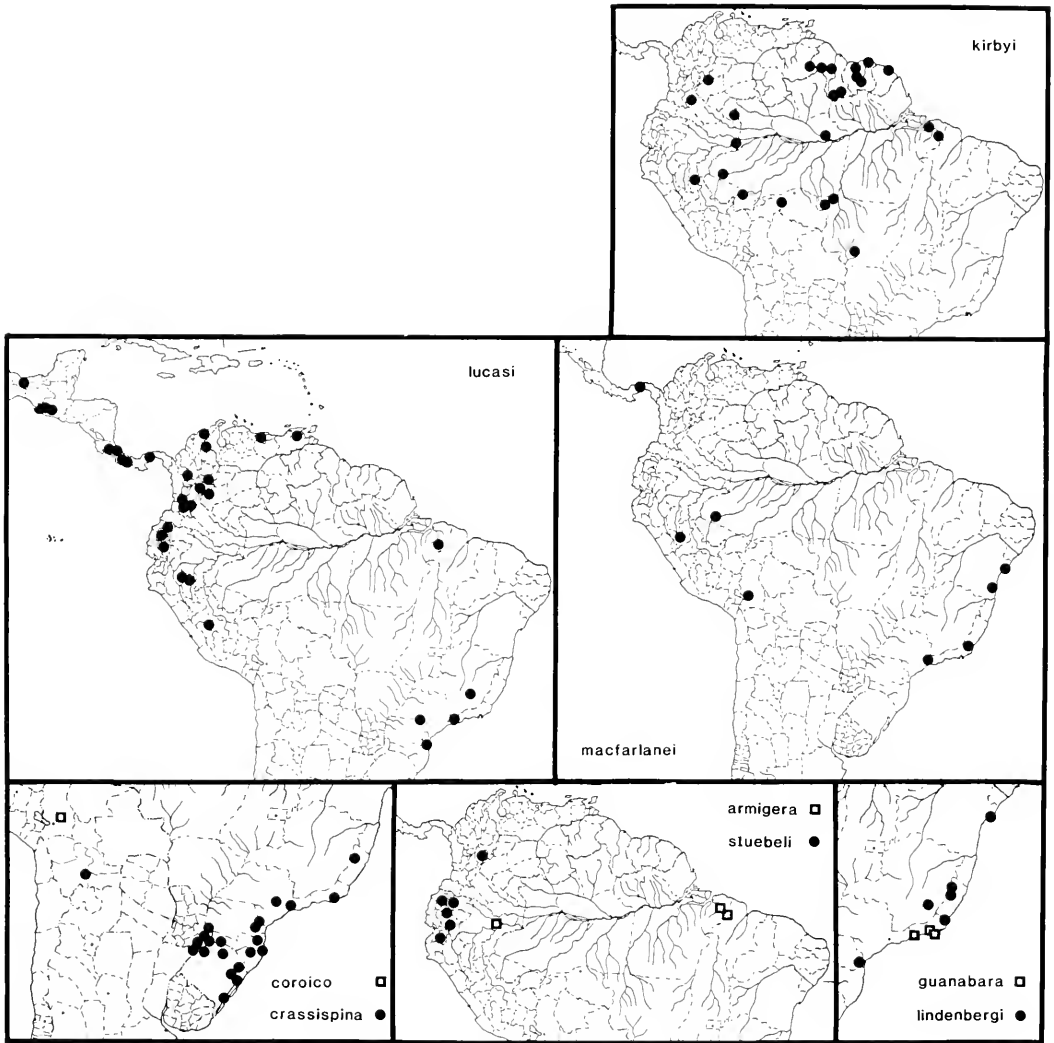 kirbyi
lucasi
macfarlanei
coroico
crassispina
armigera
stuebeli
guanabara
lindenbergi